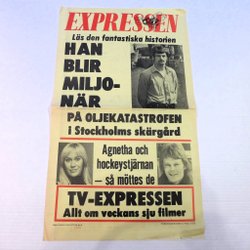 EXPRESSEN
Läs den fantastiska historien
HAN
BLIR
MILJO-
NÄR
PÅ OLJEKATASTROFEN
i Stockholms skärgård
Agnetha och
hockeystjärnan
– så möttes de
TV-EXPRESSEN
Allt om veckans sju filmer